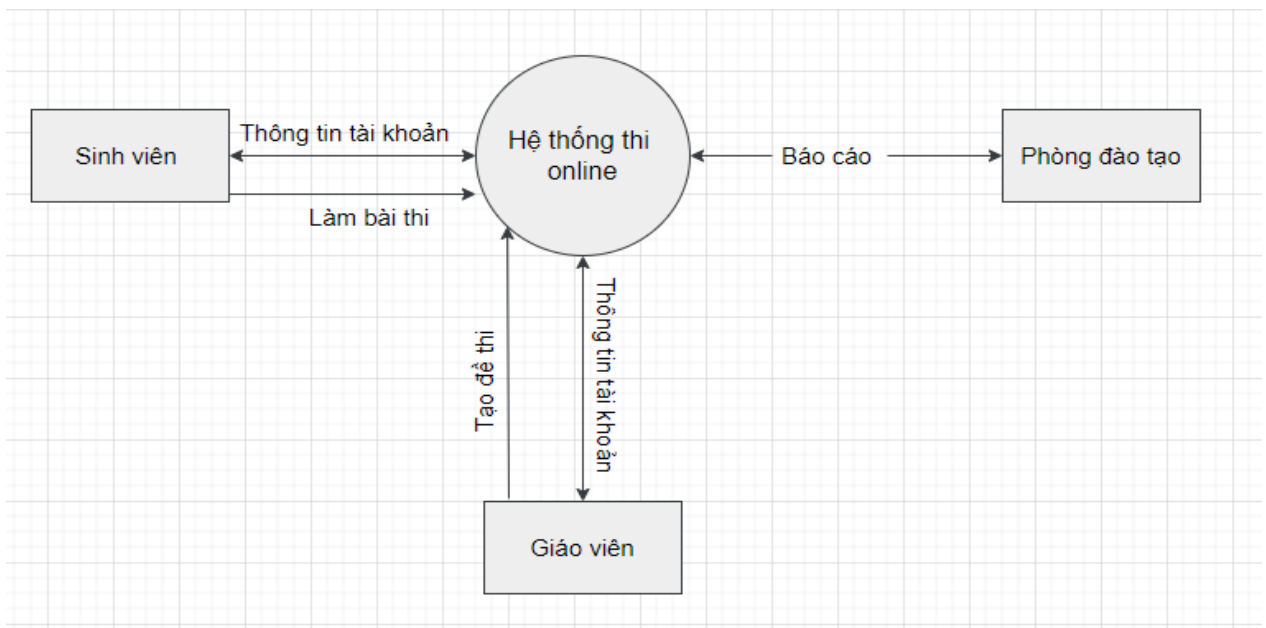 Sinh viên
Thông tin tài khoản
Làm bài thi
Hệ thống thi
online
Báo cáo
Phòng đào tạo
Tạo đề thi
Thông tin tài khoản
Giáo viên